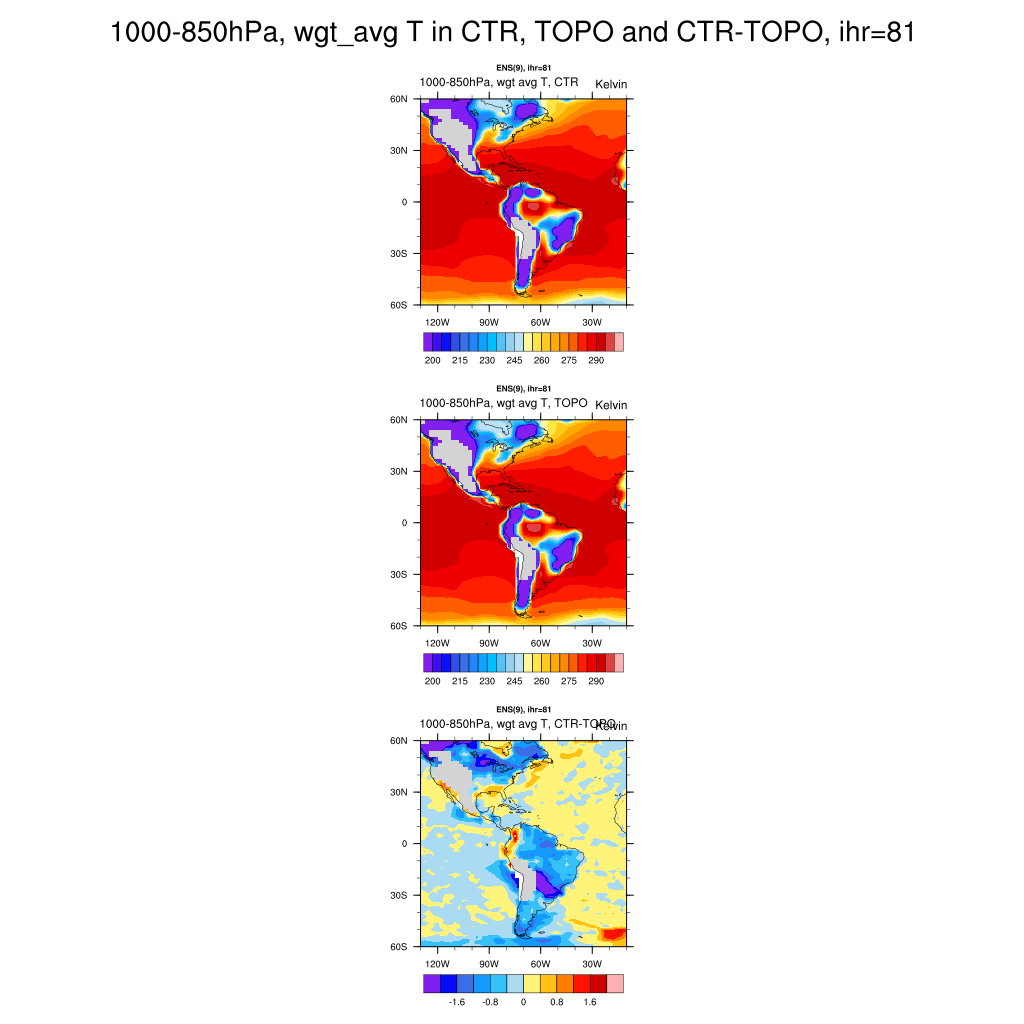 1000-850hPa, wgt_avg T in CTR, TOPO and CTR-TOPO, ihr=81
ENS(9), ihr=81
1000-850hPa, wgt avg T, CTR Kelvin
60N
30N
0
30S
60S
120W 90W 60W 30W
200 215 230 245 260 275 290
ENS(9), ihr=81
1000-850hPa, wgt avg T, TOPO Kelvin
60N
30N
0
30S
60S
120W 90W 60W 30W
200 215 230 245 260 275 290
ENS(9), ihr=81
1000-850hPa, wgt avg T, CTR-TOPO Kelvin
60N
30N
0
30S
60S
120W 90W 60W 30W
-1.6 -0.8 0 0.8 1.6